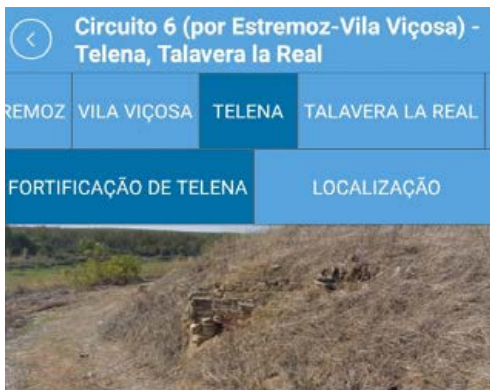 Circuito 6 (por Estremoz-Vila Viçosa) -
Telena, Talavera la Real
REMOZ VILA VIÇOSA TELENA TALAVERA LA REAL
FORTIFICAÇÃO DE TELENA LOCALIZAÇÃO